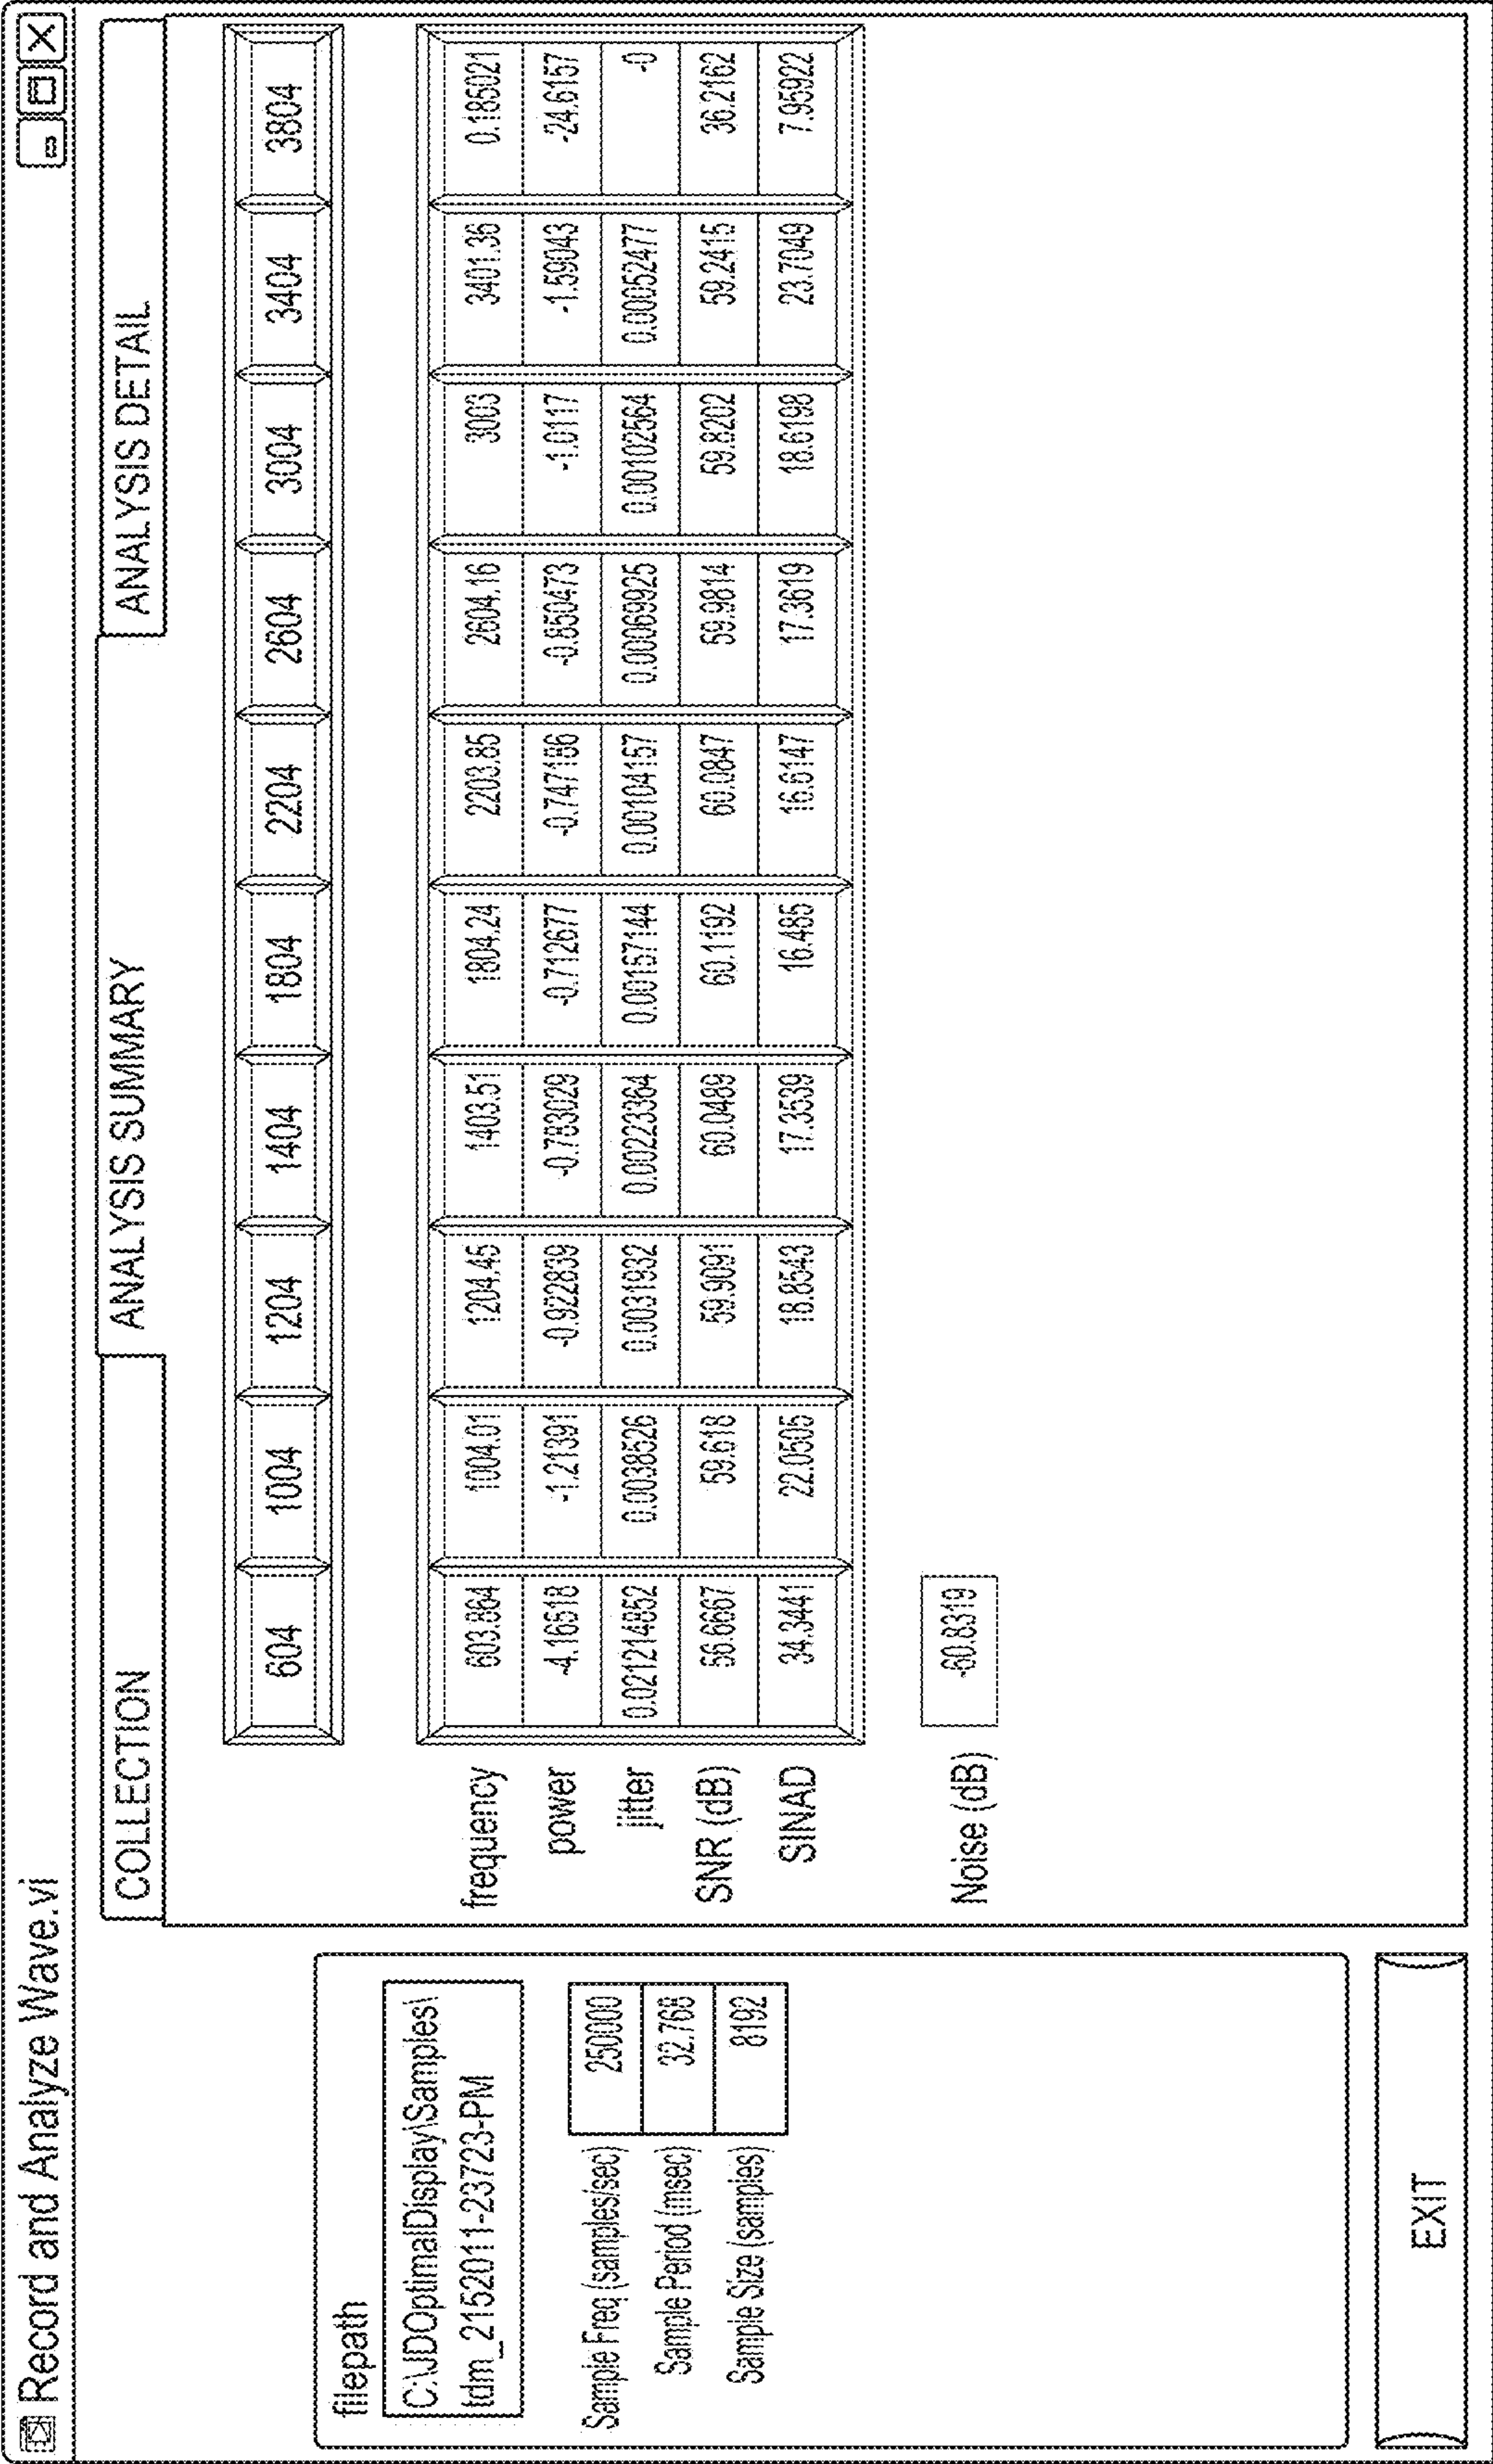 Record and Analyze Wave.vi
COLLECTION ANALYSIS SUMMARY ANALYSIS DETAIL
filepath
C:\JDOptimalDisplay\Samples\
tdm_2152011-23723-PM
Sample Freq (samples/sec) 250000
Sample Period (msec) 32.768
Sample Size (samples) 8192
EXIT
604 1004 1204 1404 1804 2204 2604 3004 3404 3804
frequency 603.864 1004.01 1204.45 1403.51 1804.24 2203.85 2604.16 3003 3401.36 0.185021
power -4.16518 -1.21391 -0.922839 -0.783029 -0.712677 -0.747186 -0.850473 -1.0117 -1.59043 -24.6157
jitter 0.021214852 0.0038526 0.0031932 0.00223364 0.00157144 0.00104157 0.00069925 0.00102564 0.00052477 -0
SNR (dB) 56.6667 59.618 59.9091 60.0489 60.1192 60.0847 59.9814 59.8202 59.2415 36.2162
SINAD 34.3441 22.0505 18.8543 17.3539 16.485 16.6147 17.3619 18.6198 23.7049 7.95922
Noise (dB) -60.8319